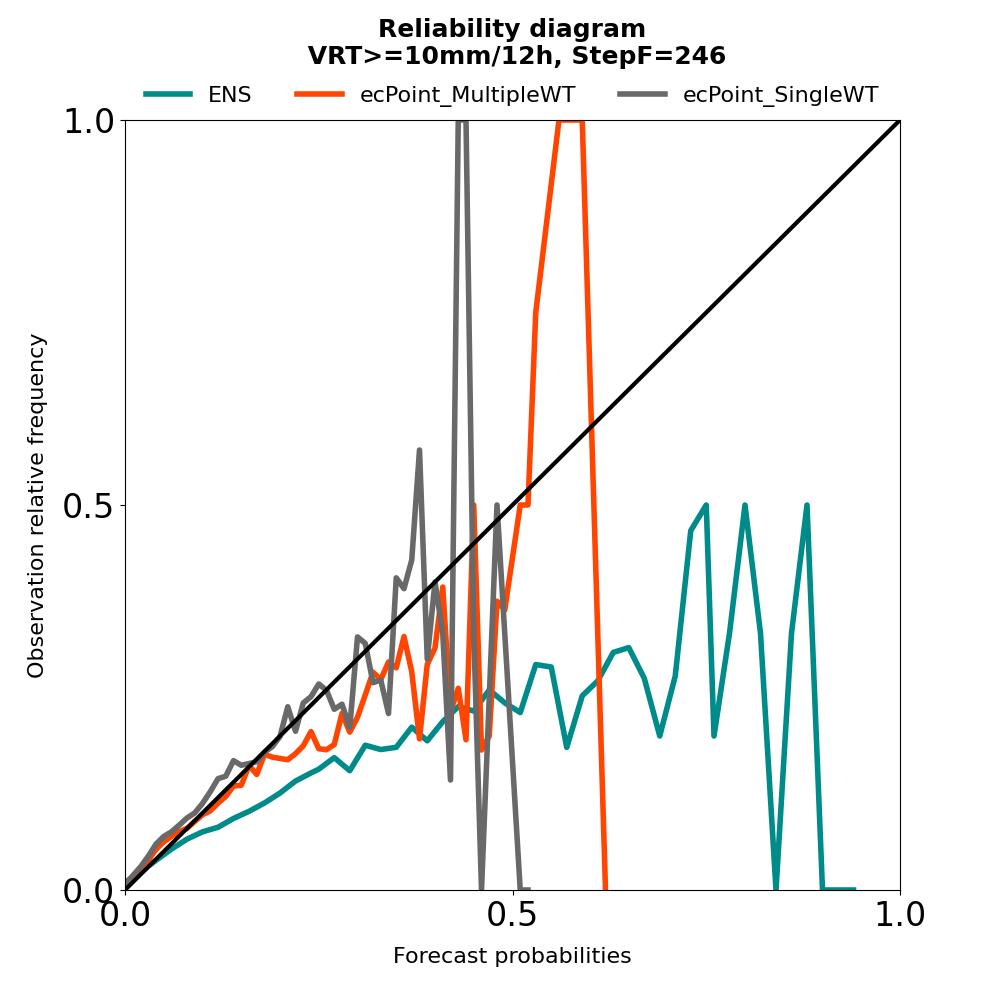 Reliability diagram
VRT>=10mm/12h, StepF=246
ENS ecPoint_MultipleWT ecPoint_SingleWT
1.0
0.5
0.0
Observation relative frequency
0.0 0.5 1.0
Forecast probabilities